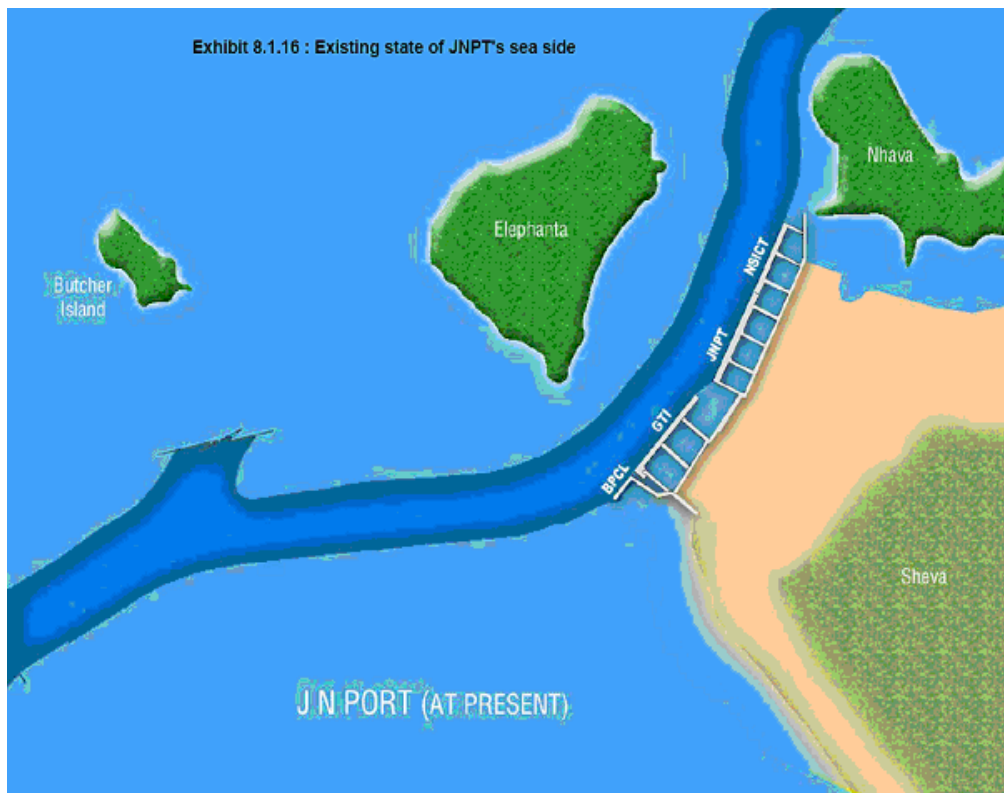 Exhibit 8.1.16 : Existing state of JNPT's sea side
Nhava
Elephanta
NSICT
Butcher
Island
JNPT
GTI
BPCL
Sheva
J N PORT (AT PRESENT)